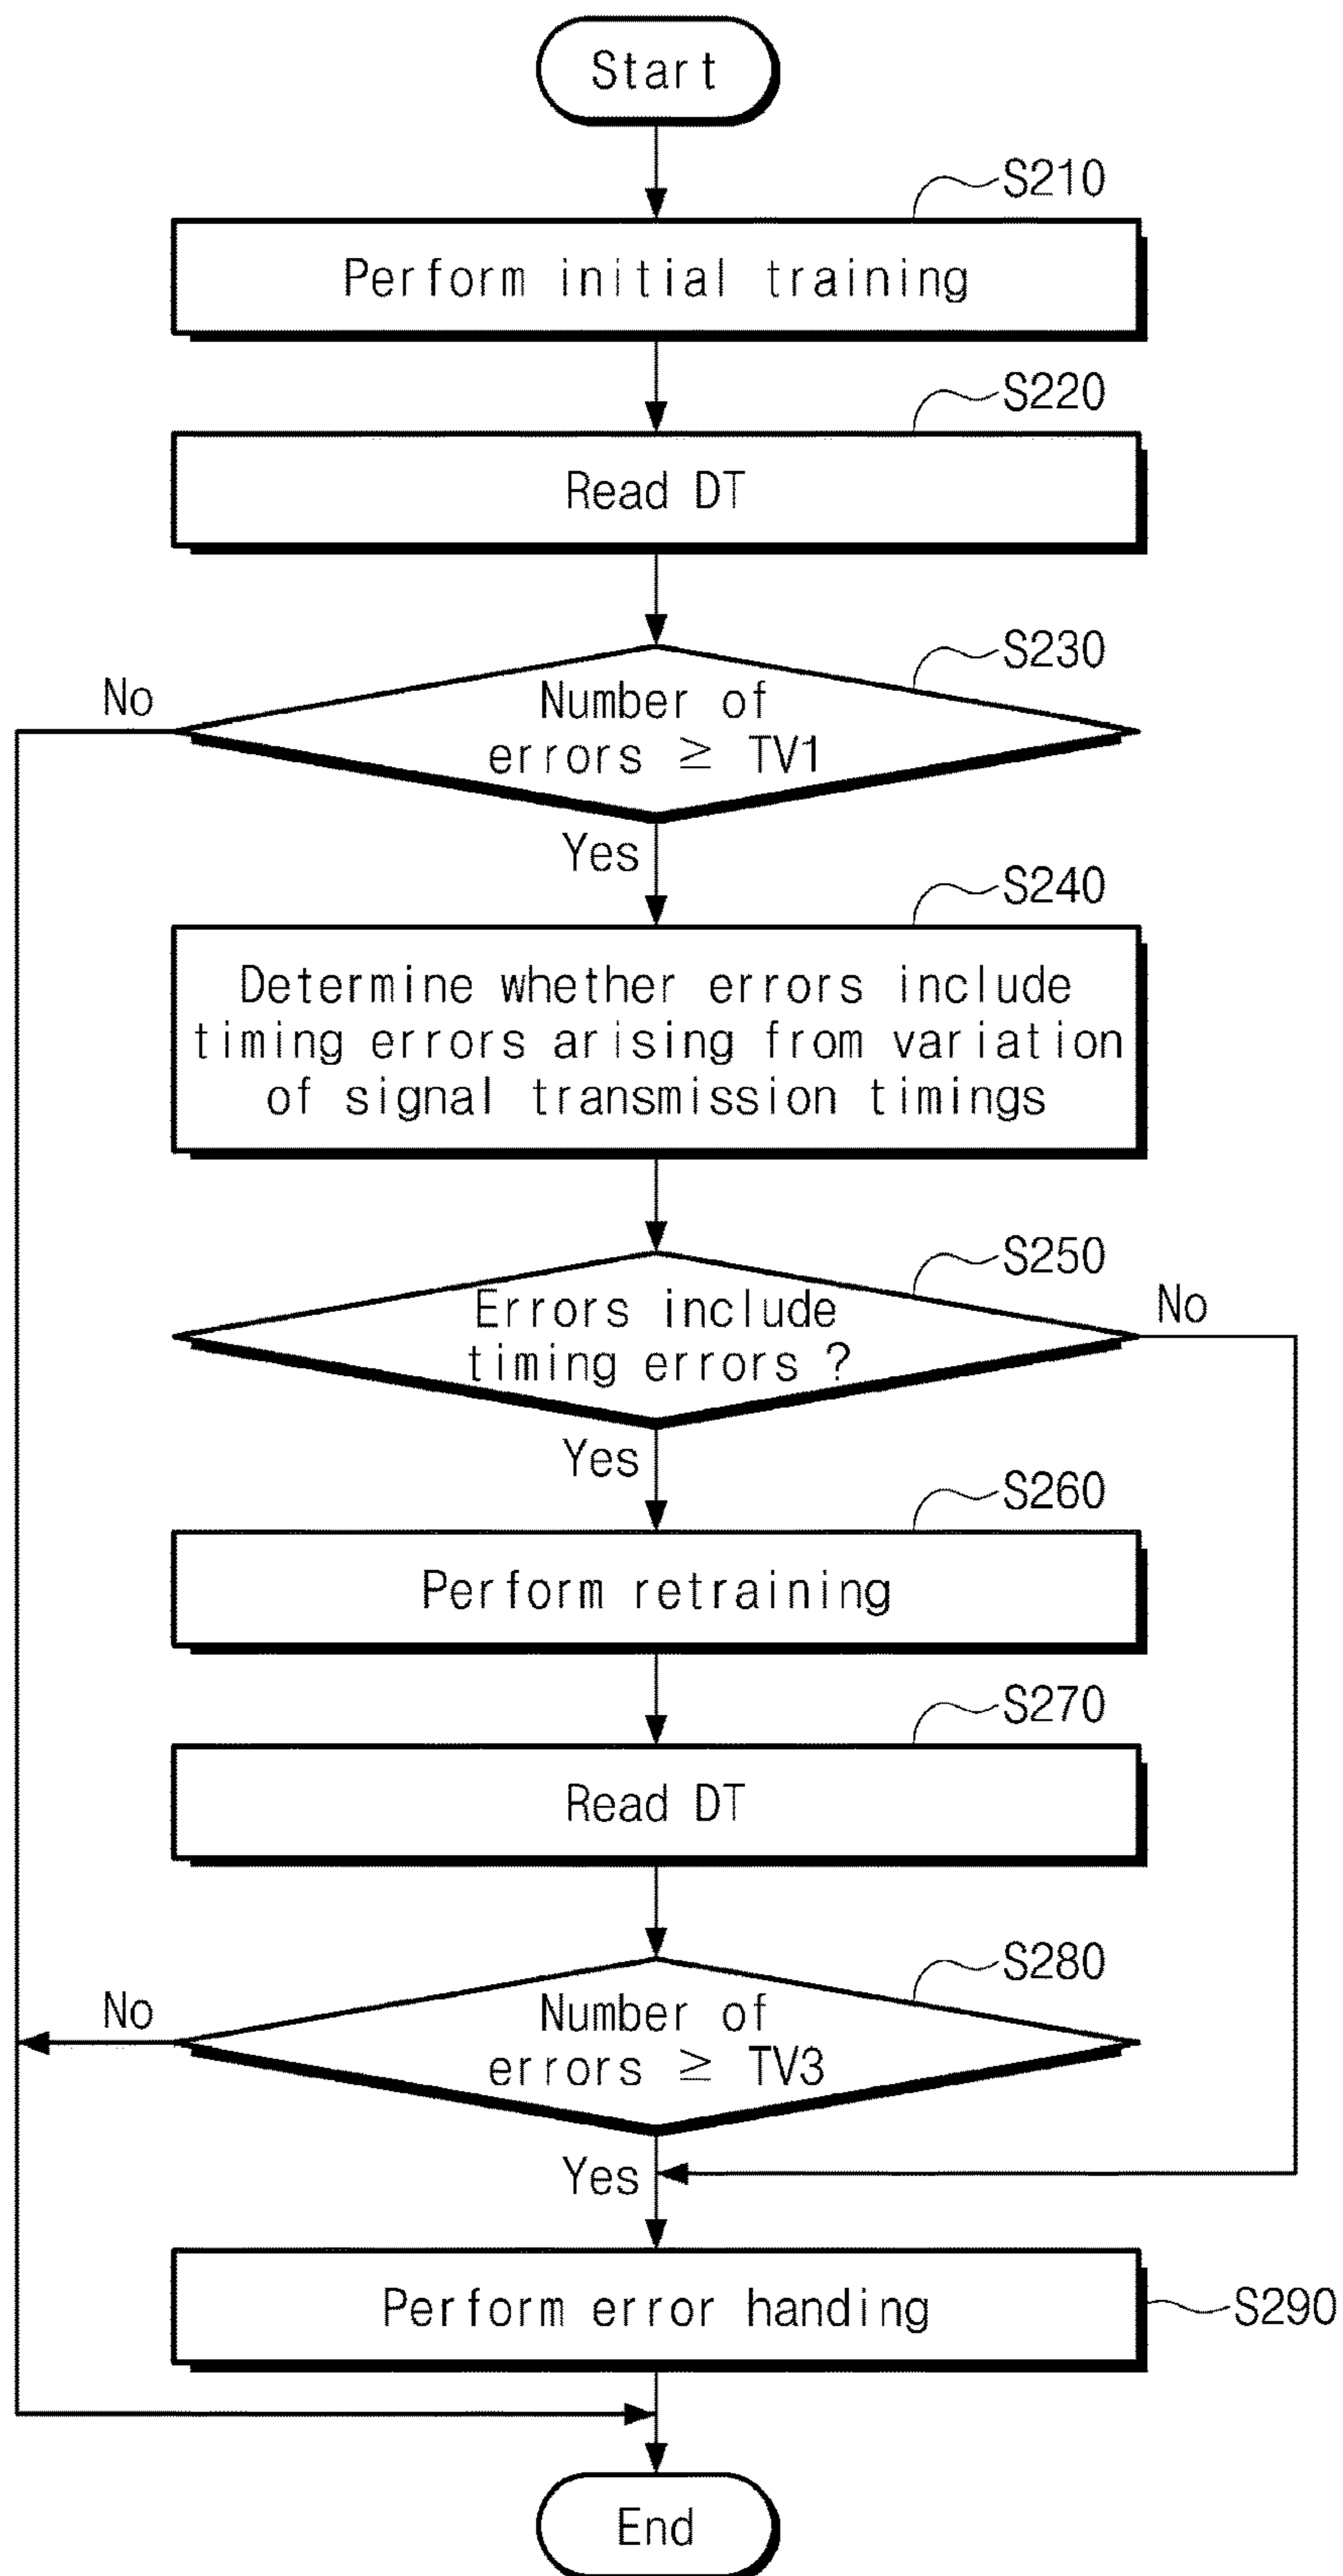 Start
S210
Perform initial training
S220
Read DT
S230
No
Number of
errors ≥ TV1
Yes
S240
Determine whether errors include
timing errors arising from variation
of signal transmission timings
S250
No
Errors include
timing errors ?
Yes
S260
Perform retraining
S270
Read DT
S280
No
Number of
errors ≥ TV3
Yes
Perform error handing
S290
End